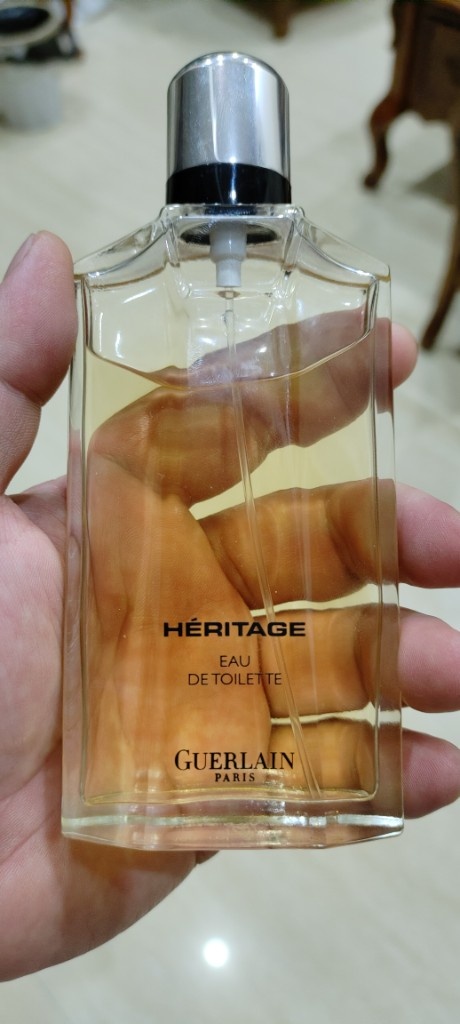 HÉRITAGE
EAU
DE TOILETTE
GUERLAIN
PARIS